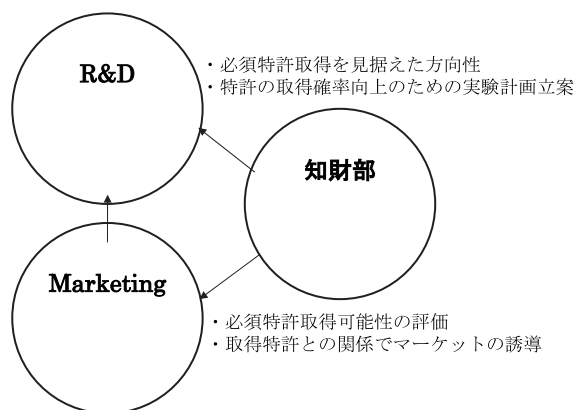 R&D
・必須特許取得を見据えた方向性
・特許の取得確率向上のための実験計画立案
知財部
Marketing
・必須特許取得可能性の評価
・取得特許との関係でマーケットの誘導